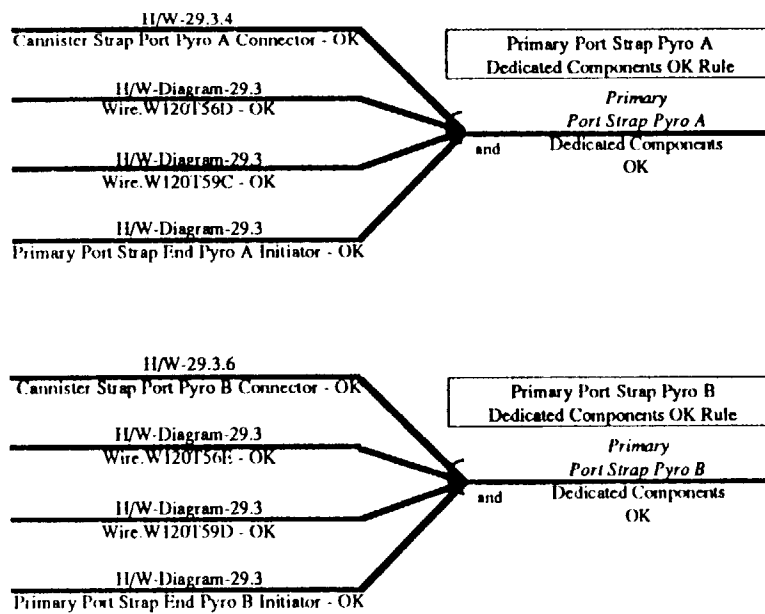 H/W-29.3.4
Cannister Strap Port Pyro A Connector - OK
H/W-Diagram-29.3
Wire.W120T56D - OK
H/W-Diagram-29.3
Wire.W120T59C - OK
H/W-Diagram-29.3
Primary Port Strap End Pyro A Initiator - OK
and
Primary Port Strap Pyro A
Dedicated Components OK Rule
Primary
Port Strap Pyro A
Dedicated Components
OK
H/W-29.3.6
Cannister Strap Port Pyro B Connector - OK
H/W-Diagram-29.3
Wire.W120T56E - OK
H/W-Diagram-29.3
Wire.W120T59D - OK
H/W-Diagram-29.3
Primary Port Strap End Pyro B Initiator - OK
and
Primary Port Strap Pyro B
Dedicated Components OK Rule
Primary
Port Strap Pyro B
Dedicated Components
OK